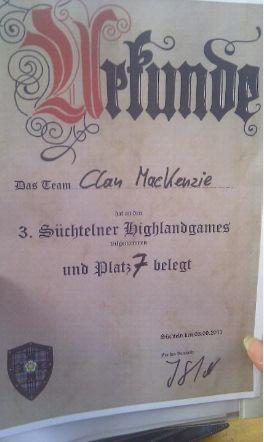 Urkunde
Das Team Clan MacKenzie
hat an den
3. Süchtelner Highlandgames
teilgenommen
und Platz 7 belegt